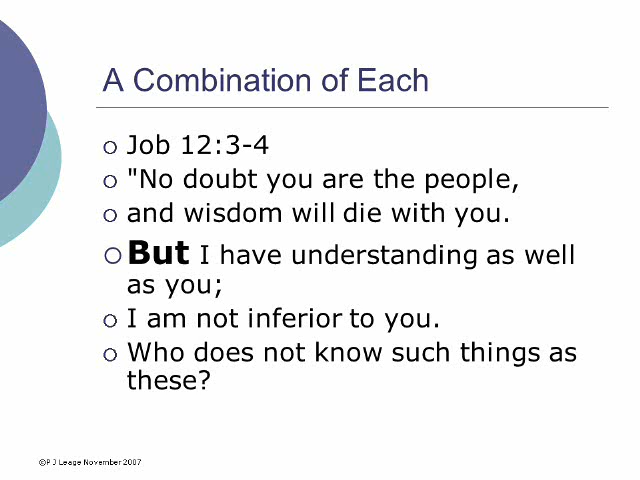 A Combination of Each
Job 12:3-4
"No doubt you are the people,
and wisdom will die with you.
But I have understanding as well
as you;
I am not inferior to you.
Who does not know such things as
these?
©P J Leage November 2007